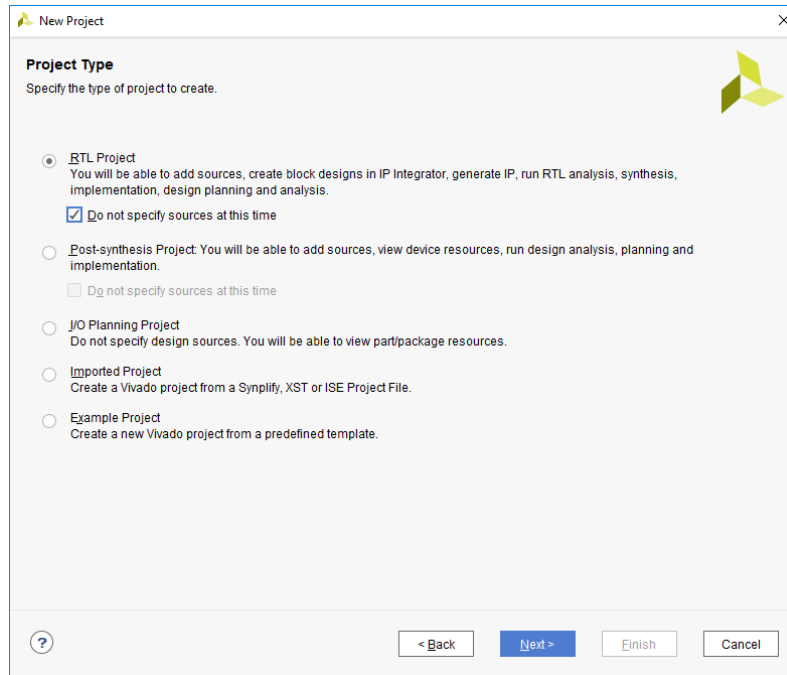 New Project
Project Type
Specify the type of project to create.
RTL Project
You will be able to add sources, create block designs in IP Integrator, generate IP, run RTL analysis, synthesis,
implementation, design planning and analysis.
Do not specify sources at this time
Post-synthesis Project: You will be able to add sources, view device resources, run design analysis, planning and
implementation.
Do not specify sources at this time
I/O Planning Project
Do not specify design sources. You will be able to view part/package resources.
Imported Project
Create a Vivado project from a Synplify, XST or ISE Project File.
Example Project
Create a new Vivado project from a predefined template.
? < Back Next > Finish Cancel